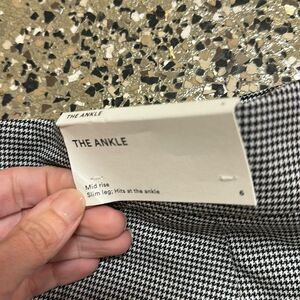 THE ANKLE
THE ANKLE
Mid rise
Slim leg; Hits at the ankle
6